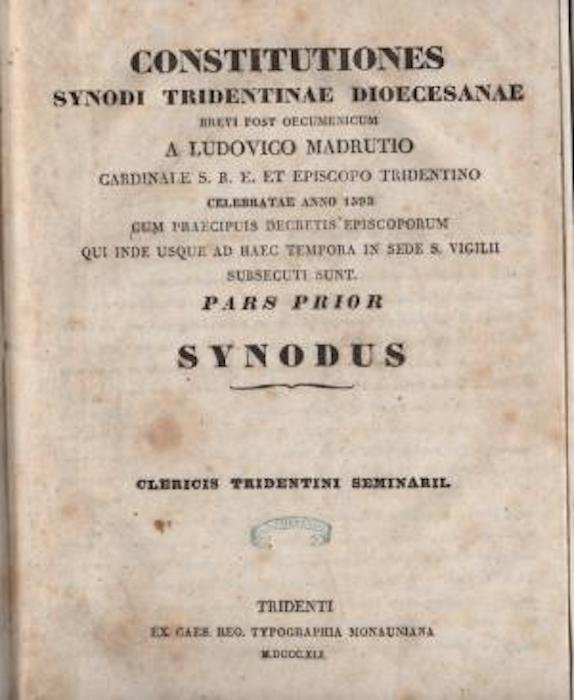 CONSTITUTIONES
SYNODI TRIDENTINAE DIOECESANAE
BREVI POST OECUMENICUM
A LUDOVICO MADRUTIO
CARDINALE S. R. E. ET EPISCOPO TRIDENTINO
CELEBRATAE ANNO 1593
CUM PRAECIPUIS DECRETIS EPISCOPORUM
QUI INDE USQUE AD HAEC TEMPORA IN SEDE S. VIGILII
SUBSECUTI SUNT.
PARS PRIOR
SYNODUS
CLERICIS TRIDENTINI SEMINARII.
TRIDENTI
EX CAES. REG. TYPOGRAPHIA MONAUNIANA
M.DCCC.XLI